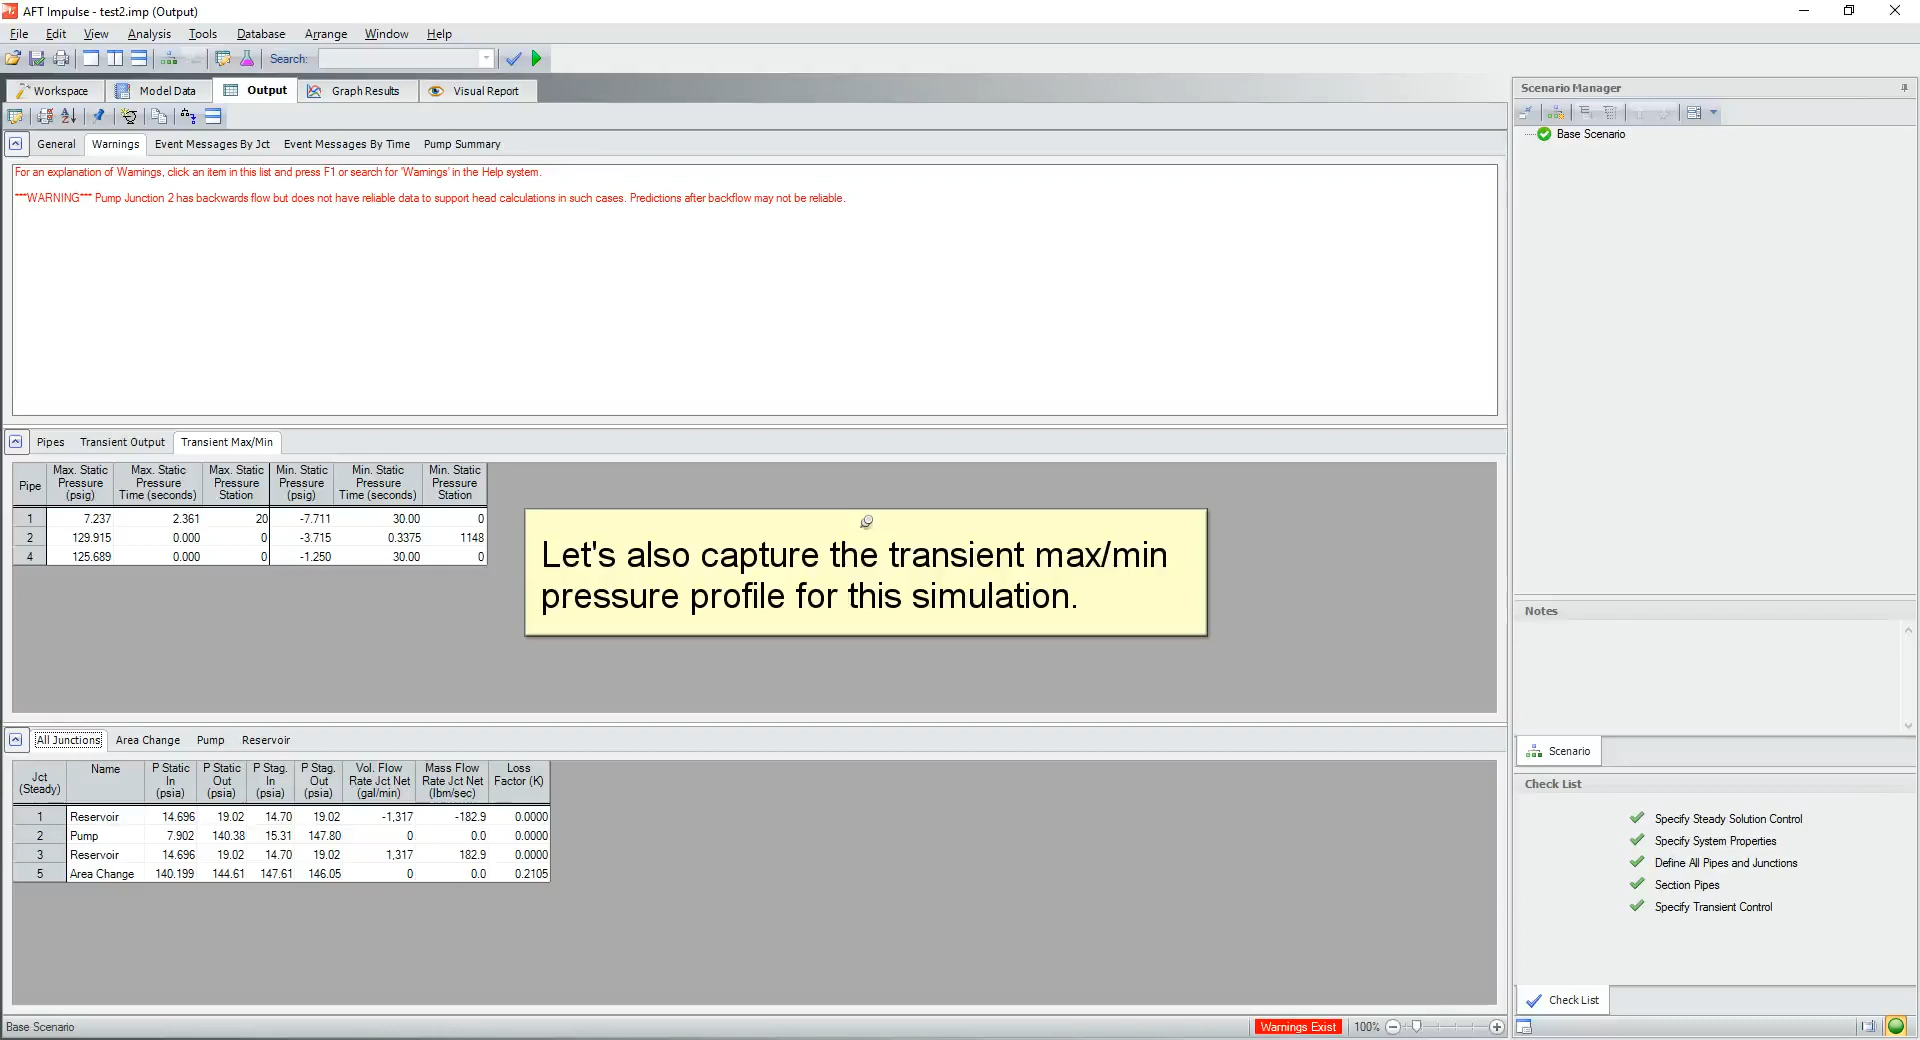 AFT Impulse - test2.imp (Output)
File Edit View Analysis Tools Database Arrange Window Help
Search:
Workspace Model Data Output Graph Results Visual Report
General Warnings Event Messages By Jct Event Messages By Time Pump Summary
For an explanation of Warnings, click an item in this list and press F1 or search for 'Warnings' in the Help system.
***WARNING*** Pump Junction 2 has backwards flow but does not have reliable data to support head calculations in such cases. Predictions after backflow may not be reliable.
Pipes Transient Output Transient Max/Min
Max. Static Max. Static Max. Static Min. Static Min. Static Min. Static
Pipe Pressure Pressure Pressure Pressure Pressure Pressure
(psig) Time (seconds) Station (psig) Time (seconds) Station
1 7.237 2.361 20 -7.711 30.00 0
2 129.915 0.000 0 -3.715 0.3375 1148
4 125.689 0.000 0 -1.250 30.00 0
Let's also capture the transient max/min
pressure profile for this simulation.
All Junctions Area Change Pump Reservoir
Jct Name P Static P Static P Stag. P Stag. Vol. Flow Mass Flow Loss
(Steady) In Out In Out Rate Jct Net Rate Jct Net Factor (K)
(psia) (psia) (psia) (psia) (gal/min) (lbm/sec)
1 Reservoir 14.696 19.02 14.70 19.02 -1,317 -182.9 0.0000
2 Pump 7.902 140.38 15.31 147.80 0 0.0 0.0000
3 Reservoir 14.696 19.02 14.70 19.02 1,317 182.9 0.0000
5 Area Change 140.199 144.61 147.61 146.05 0 0.0 0.2105
Base Scenario Warnings Exist 100%
Scenario Manager
Base Scenario
Notes
Scenario
Check List
Specify Steady Solution Control
Specify System Properties
Define All Pipes and Junctions
Section Pipes
Specify Transient Control
Check List